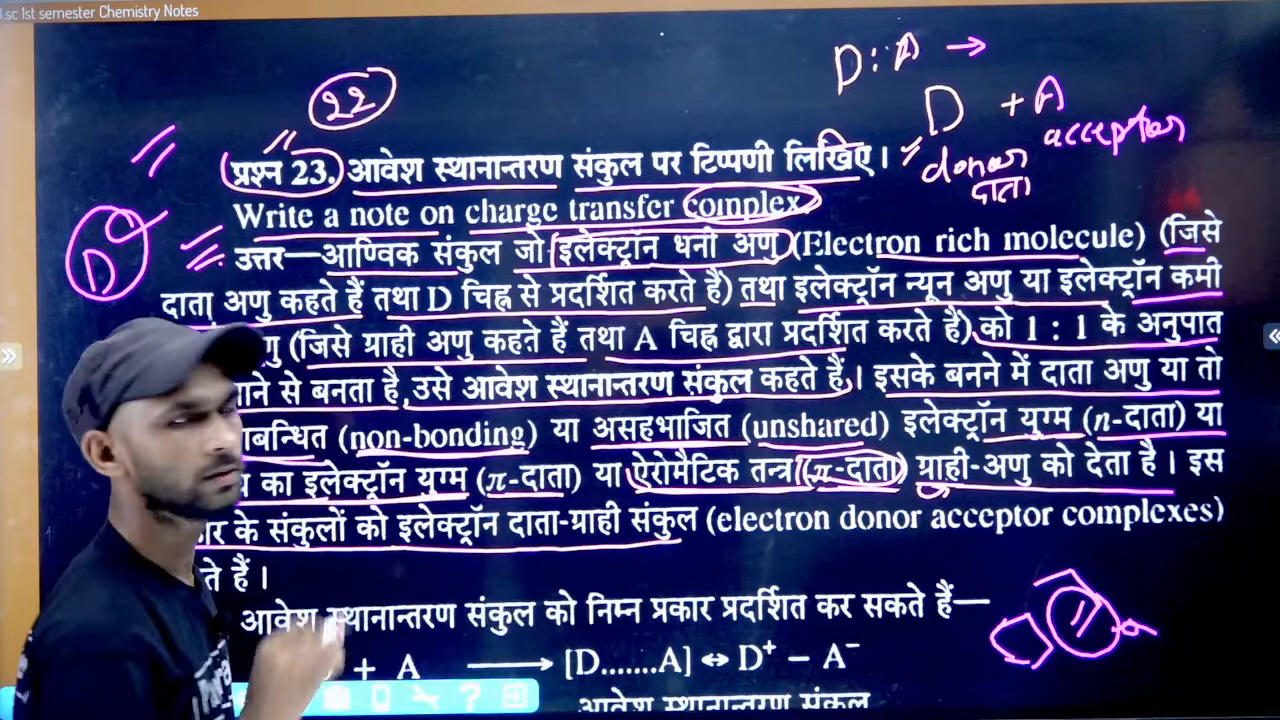 B.sc 1st semester Chemistry Notes
D : A →
22
D + A
acceptor
donar
दाता
प्रश्न 23. आवेश स्थानान्तरण संकुल पर टिप्पणी लिखिए।
Write a note on charge transfer complex.
D
उत्तर—आण्विक संकुल जो इलेक्ट्रॉन धनी अणु (Electron rich molecule) (जिसे
दाता अणु कहते हैं तथा D चिह्न से प्रदर्शित करते हैं) तथा इलेक्ट्रॉन न्यून अणु या इलेक्ट्रॉन कमी
(जिसे ग्राही अणु कहते हैं तथा A चिह्न द्वारा प्रदर्शित करते हैं) को 1 : 1 के अनुपात
से बनता है, उसे आवेश स्थानान्तरण संकुल कहते हैं। इसके बनने में दाता अणु या तो
(non-bonding) या असहभाजित (unshared) इलेक्ट्रॉन युग्म (n-दाता) या
का इलेक्ट्रॉन युग्म (π-दाता) या ऐरोमैटिक तन्त्र (π-दाता) ग्राही-अणु को देता है। इस
के संकुलों को इलेक्ट्रॉन दाता-ग्राही संकुल (electron donor acceptor complexes)
हैं।
आवेश स्थानान्तरण संकुल को निम्न प्रकार प्रदर्शित कर सकते हैं—
+ A ⟶ [D.......A] ↔ D⁺ − A⁻
आवेश स्थानान्तरण संकुल